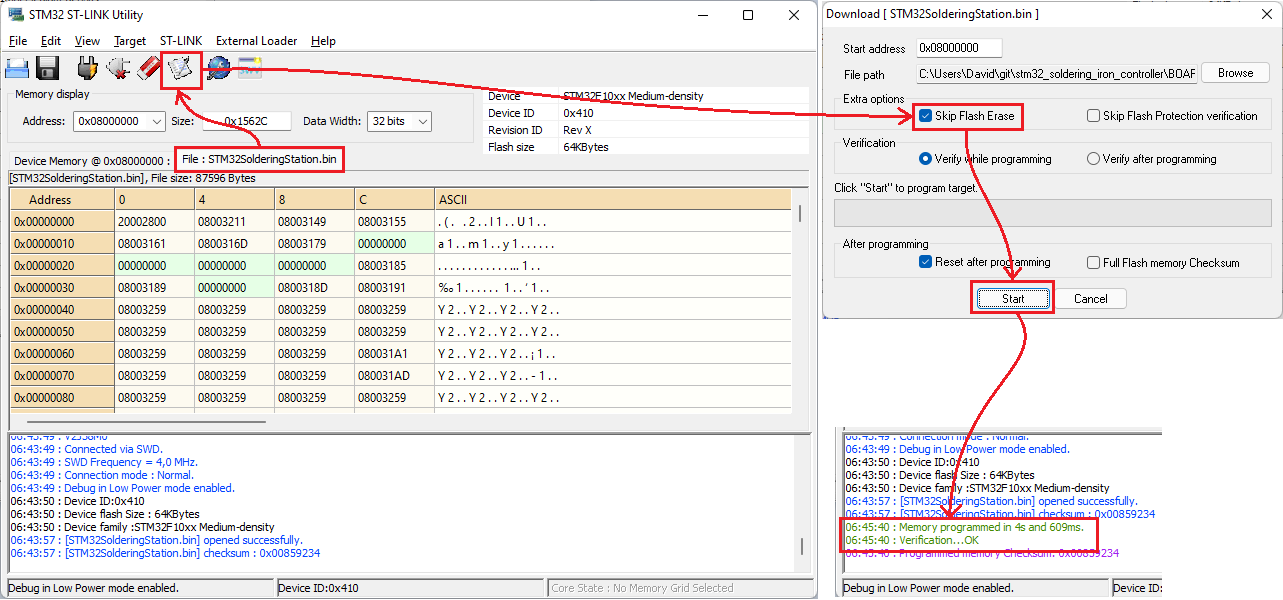 STM32 ST-LINK Utility
File Edit View Target ST-LINK External Loader Help
Memory display
Address: 0x08000000 Size: 0x1562C Data Width: 32 bits
Device STM32F10xx Medium-density
Device ID 0x410
Revision ID Rev X
Flash size 64KBytes
Device Memory @ 0x08000000 : File : STM32SolderingStation.bin
[STM32SolderingStation.bin], File size: 87596 Bytes
Address 0 4 8 C ASCII
0x00000000 20002800 08003211 08003149 08003155 .(. .2..I1..U1..
0x00000010 08003161 0800316D 08003179 00000000 a1..m1..y1......
0x00000020 00000000 00000000 00000000 08003185 ................1..
0x00000030 08003189 00000000 0800318D 08003191 ‰1...... 1..'1..
0x00000040 08003259 08003259 08003259 08003259 Y2..Y2..Y2..Y2..
0x00000050 08003259 08003259 08003259 08003259 Y2..Y2..Y2..Y2..
0x00000060 08003259 08003259 08003259 080031A1 Y2..Y2..Y2..¡1..
0x00000070 08003259 08003259 08003259 080031AD Y2..Y2..Y2..-1..
0x00000080 08003259 08003259 08003259 08003259 Y2..Y2..Y2..Y2..
06:43:49 : V2J38M0
06:43:49 : Connected via SWD.
06:43:49 : SWD Frequency = 4,0 MHz.
06:43:49 : Connection mode : Normal.
06:43:49 : Debug in Low Power mode enabled.
06:43:50 : Device ID:0x410
06:43:50 : Device flash Size : 64KBytes
06:43:50 : Device family :STM32F10xx Medium-density
06:43:57 : [STM32SolderingStation.bin] opened successfully.
06:43:57 : [STM32SolderingStation.bin] checksum : 0x00859234
Debug in Low Power mode enabled. Device ID:0x410 Core State : No Memory Grid Selected
Download [ STM32SolderingStation.bin ]
Start address 0x08000000
File path C:\Users\David\git\stm32_soldering_iron_controller\BOAF Browse
Extra options
Skip Flash Erase Skip Flash Protection verification
Verification
Verify while programming Verify after programming
Click "Start" to program target.
After programming
Reset after programming Full Flash memory Checksum
Start Cancel
06:43:49 : Connection mode : Normal.
06:43:49 : Debug in Low Power mode enabled.
06:43:50 : Device ID:0x410
06:43:50 : Device flash Size : 64KBytes
06:43:50 : Device family :STM32F10xx Medium-density
06:43:57 : [STM32SolderingStation.bin] opened successfully.
06:43:57 : [STM32SolderingStation.bin] checksum : 0x00859234
06:45:40 : Memory programmed in 4s and 609ms.
06:45:40 : Verification...OK
06:45:40 : Programmed memory Checksum: 0x00859234
Debug in Low Power mode enabled. Device ID: